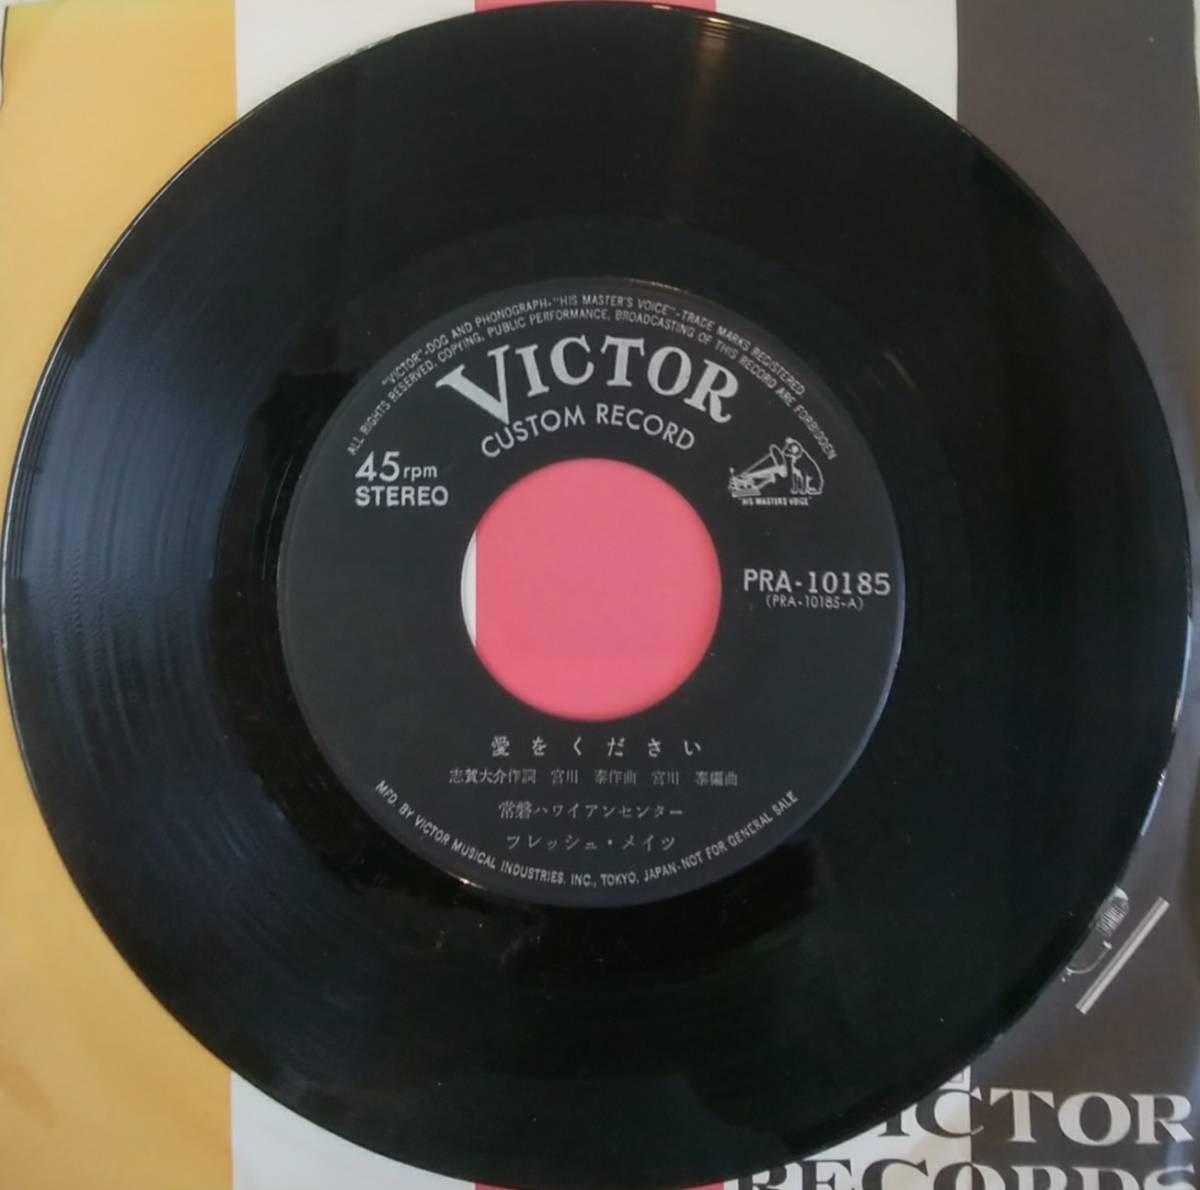 "VICTOR"-DOG AND PHONOGRAPH-"HIS MASTER'S VOICE"-TRADE MARKS REGISTERED.
ALL RIGHTS RESERVED, COPYING, PUBLIC PERFORMANCE, BROADCASTING OF THIS RECORD ARE FORBIDDEN
VICTOR
CUSTOM RECORD
45rpm
STEREO
"HIS MASTERS VOICE"
PRA-10185
(PRA-10185-A)
愛をください
志賀大介作詞 宮川 泰作曲 宮川 泰編曲
常磐ハワイアンセンター
フレッシュ・メイツ
MFD. BY VICTOR MUSICAL INDUSTRIES, INC., TOKYO, JAPAN-NOT FOR GENERAL SALE
VICTOR
RECORDS